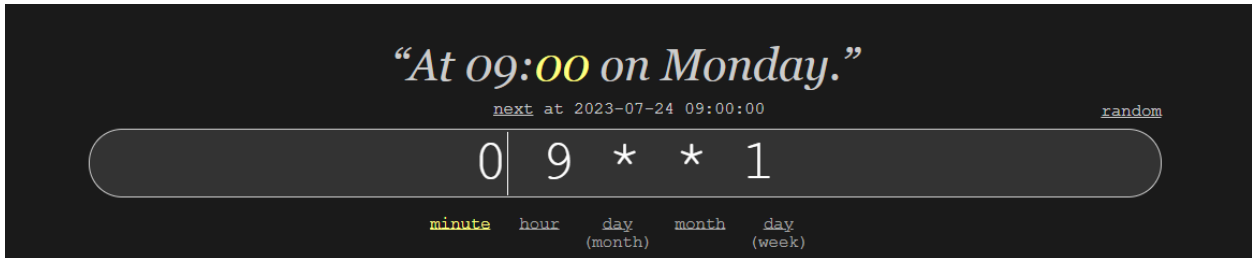 “At 09:00 on Monday.”
next at 2023-07-24 09:00:00
random
0 9 * * 1
minute hour day month day
(month) (week)